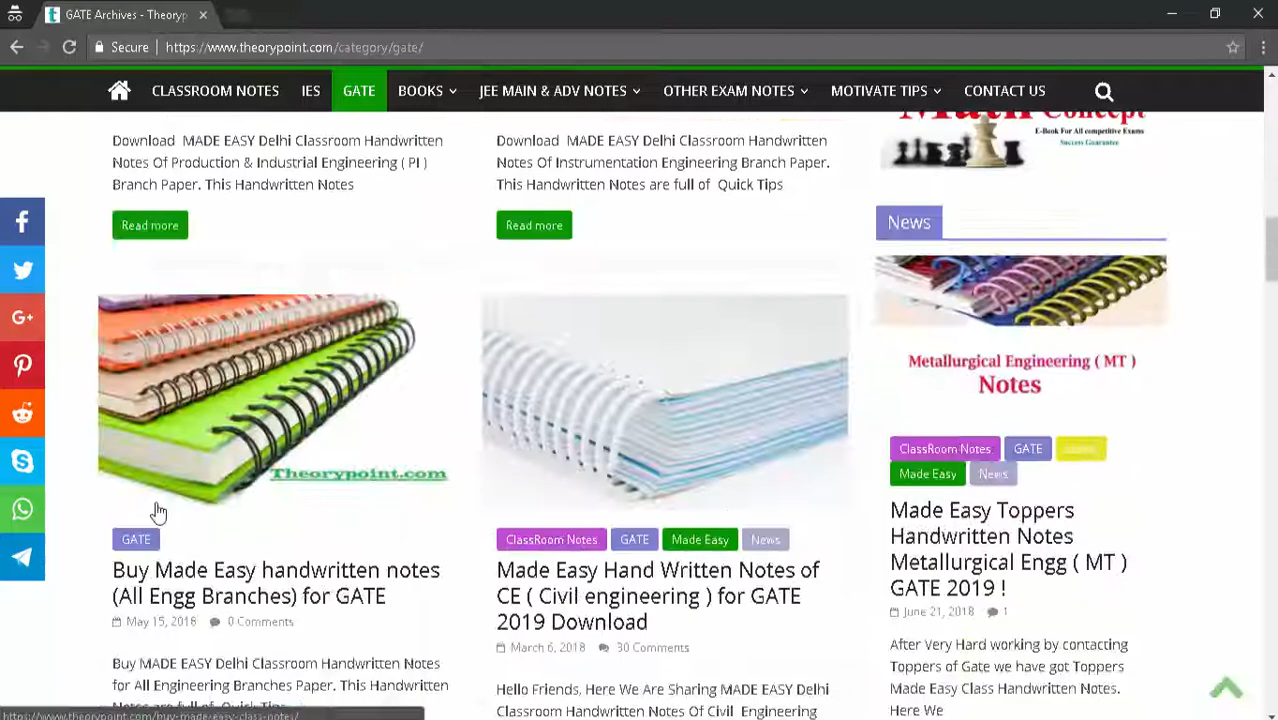 GATE Archives - Theoryp
Secure
https://www.theorypoint.com/category/gate/
CLASSROOM NOTES
IES
GATE
BOOKS
JEE MAIN & ADV NOTES
OTHER EXAM NOTES
MOTIVATE TIPS
CONTACT US
Download MADE EASY Delhi Classroom Handwritten
Notes Of Production & Industrial Engineering ( PI )
Branch Paper. This Handwritten Notes
Read more
Theorypoint.com
GATE
Buy Made Easy handwritten notes
(All Engg Branches) for GATE
May 15, 2018
0 Comments
Buy MADE EASY Delhi Classroom Handwritten Notes
for All Engineering Branches Paper. This Handwritten
Notes are full of Quick Tips
Download MADE EASY Delhi Classroom Handwritten
Notes Of Instrumentation Engineering Branch Paper.
This Handwritten Notes are full of Quick Tips
Read more
ClassRoom Notes
GATE
Made Easy
News
Made Easy Hand Written Notes of
CE ( Civil engineering ) for GATE
2019 Download
March 6, 2018
30 Comments
Hello Friends, Here We Are Sharing MADE EASY Delhi
Classroom Handwritten Notes Of Civil Engineering
Math Concept
E-Book For All competitive Exams
Success Guarantee
News
Metallurgical Engineering ( MT )
Notes
ClassRoom Notes
GATE
Made Easy
News
Made Easy Toppers
Handwritten Notes
Metallurgical Engg ( MT )
GATE 2019 !
June 21, 2018
1
After Very Hard working by contacting
Toppers of Gate we have got Toppers
Made Easy Class Handwritten Notes.
Here We